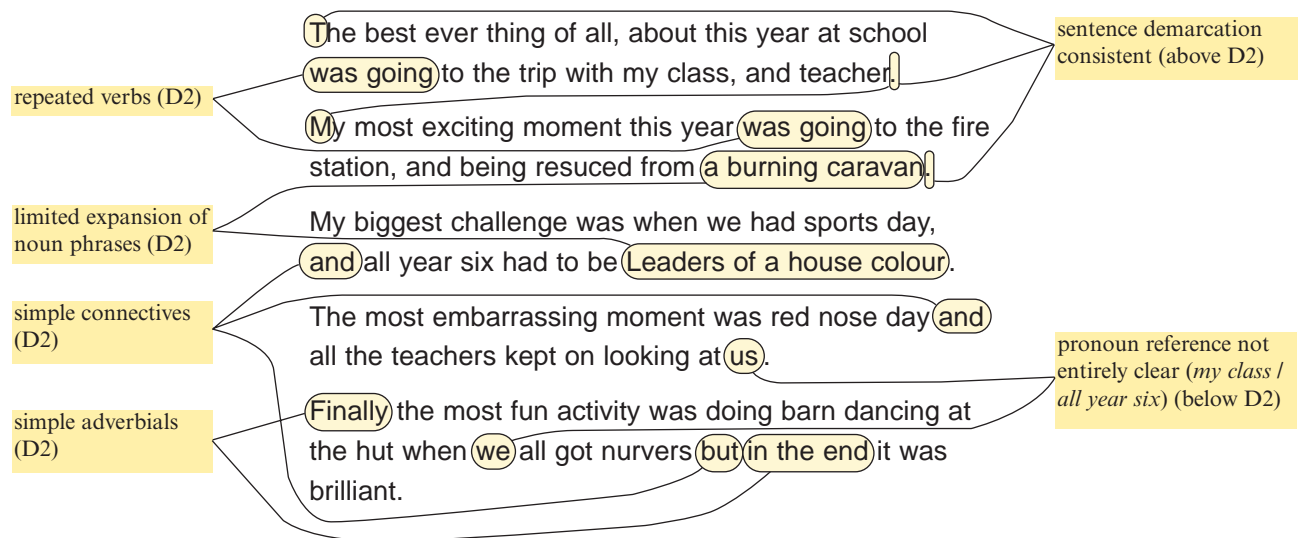 The best ever thing of all, about this year at school
was going to the trip with my class, and teacher.
My most exciting moment this year was going to the fire
station, and being resuced from a burning caravan.
My biggest challenge was when we had sports day,
and all year six had to be Leaders of a house colour.
The most embarrassing moment was red nose day and
all the teachers kept on looking at us.
Finally the most fun activity was doing barn dancing at
the hut when we all got nurvers but in the end it was
brilliant.
repeated verbs (D2)
limited expansion of
noun phrases (D2)
simple connectives
(D2)
simple adverbials
(D2)
sentence demarcation
consistent (above D2)
pronoun reference not
entirely clear (my class /
all year six) (below D2)